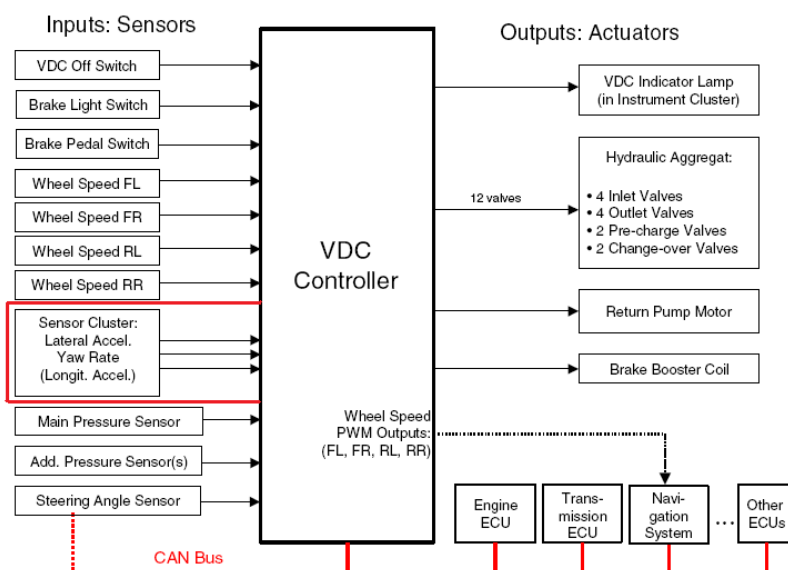 Inputs: Sensors
VDC Off Switch
Brake Light Switch
Brake Pedal Switch
Wheel Speed FL
Wheel Speed FR
Wheel Speed RL
Wheel Speed RR
Sensor Cluster:
Lateral Accel.
Yaw Rate
(Longit. Accel.)
Main Pressure Sensor
Add. Pressure Sensor(s)
Steering Angle Sensor
CAN Bus
VDC
Controller
Wheel Speed
PWM Outputs:
(FL, FR, RL, RR)
Outputs: Actuators
VDC Indicator Lamp
(in Instrument Cluster)
12 valves
Hydraulic Aggregat:
• 4 Inlet Valves
• 4 Outlet Valves
• 2 Pre-charge Valves
• 2 Change-over Valves
Return Pump Motor
Brake Booster Coil
Engine
ECU
Trans-
mission
ECU
Navi-
gation
System
...
Other
ECUs